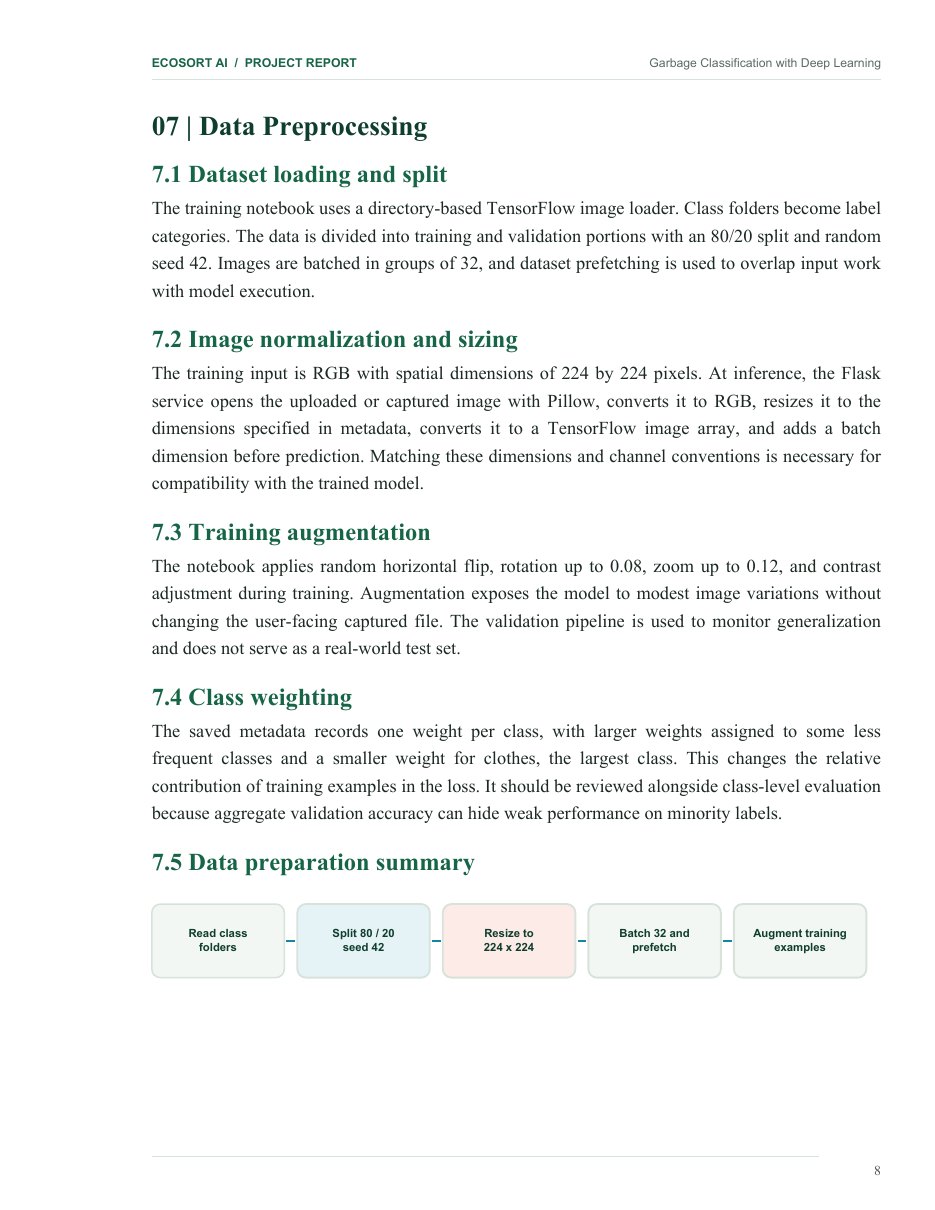 ECOSORT AI / PROJECT REPORT
Garbage Classification with Deep Learning
07 | Data Preprocessing
7.1 Dataset loading and split
The training notebook uses a directory-based TensorFlow image loader. Class folders become label
categories. The data is divided into training and validation portions with an 80/20 split and random
seed 42. Images are batched in groups of 32, and dataset prefetching is used to overlap input work
with model execution.
7.2 Image normalization and sizing
The training input is RGB with spatial dimensions of 224 by 224 pixels. At inference, the Flask
service opens the uploaded or captured image with Pillow, converts it to RGB, resizes it to the
dimensions specified in metadata, converts it to a TensorFlow image array, and adds a batch
dimension before prediction. Matching these dimensions and channel conventions is necessary for
compatibility with the trained model.
7.3 Training augmentation
The notebook applies random horizontal flip, rotation up to 0.08, zoom up to 0.12, and contrast
adjustment during training. Augmentation exposes the model to modest image variations without
changing the user-facing captured file. The validation pipeline is used to monitor generalization
and does not serve as a real-world test set.
7.4 Class weighting
The saved metadata records one weight per class, with larger weights assigned to some less
frequent classes and a smaller weight for clothes, the largest class. This changes the relative
contribution of training examples in the loss. It should be reviewed alongside class-level evaluation
because aggregate validation accuracy can hide weak performance on minority labels.
7.5 Data preparation summary
Read class
folders
Split 80 / 20
seed 42
Resize to
224 x 224
Batch 32 and
prefetch
Augment training
examples
8